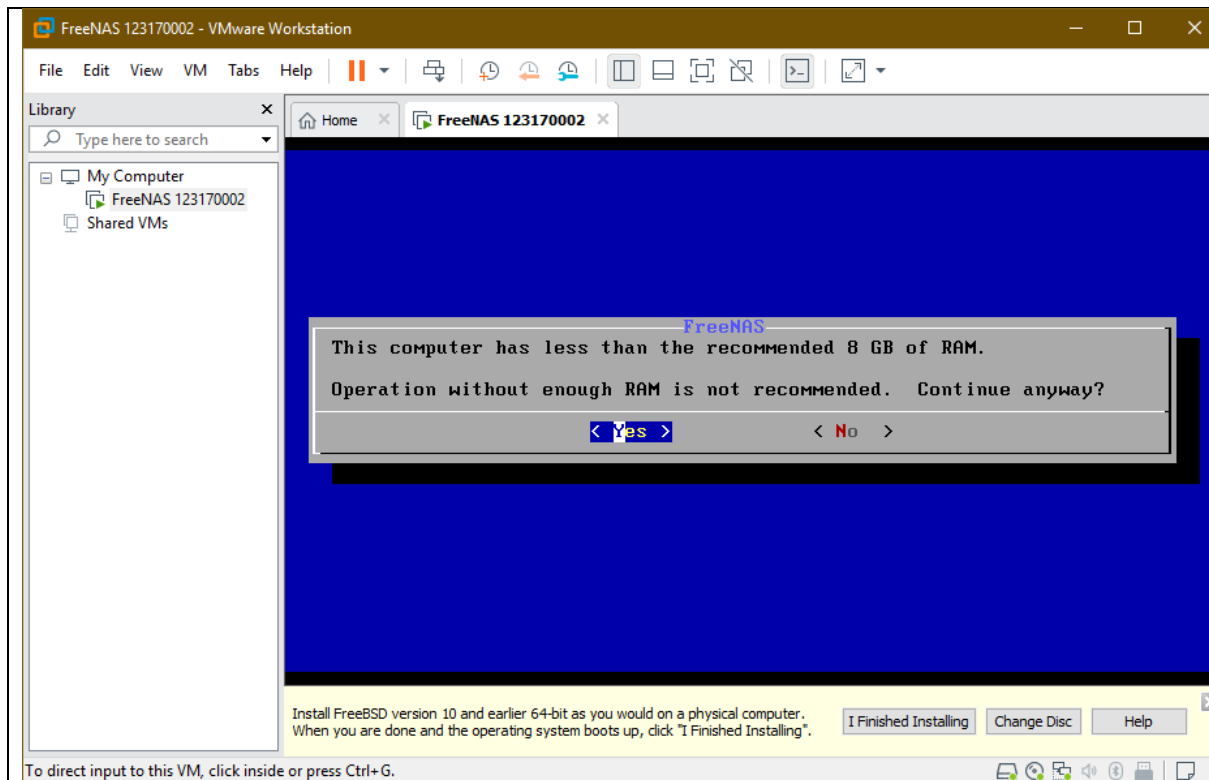 FreeNAS 123170002 - VMware Workstation
File Edit View VM Tabs Help
Library
Type here to search
My Computer
FreeNAS 123170002
Shared VMs
Home
FreeNAS 123170002
FreeNAS
This computer has less than the recommended 8 GB of RAM.
Operation without enough RAM is not recommended. Continue anyway?
< Yes > < No >
Install FreeBSD version 10 and earlier 64-bit as you would on a physical computer.
When you are done and the operating system boots up, click "I Finished Installing".
I Finished Installing Change Disc Help
To direct input to this VM, click inside or press Ctrl+G.